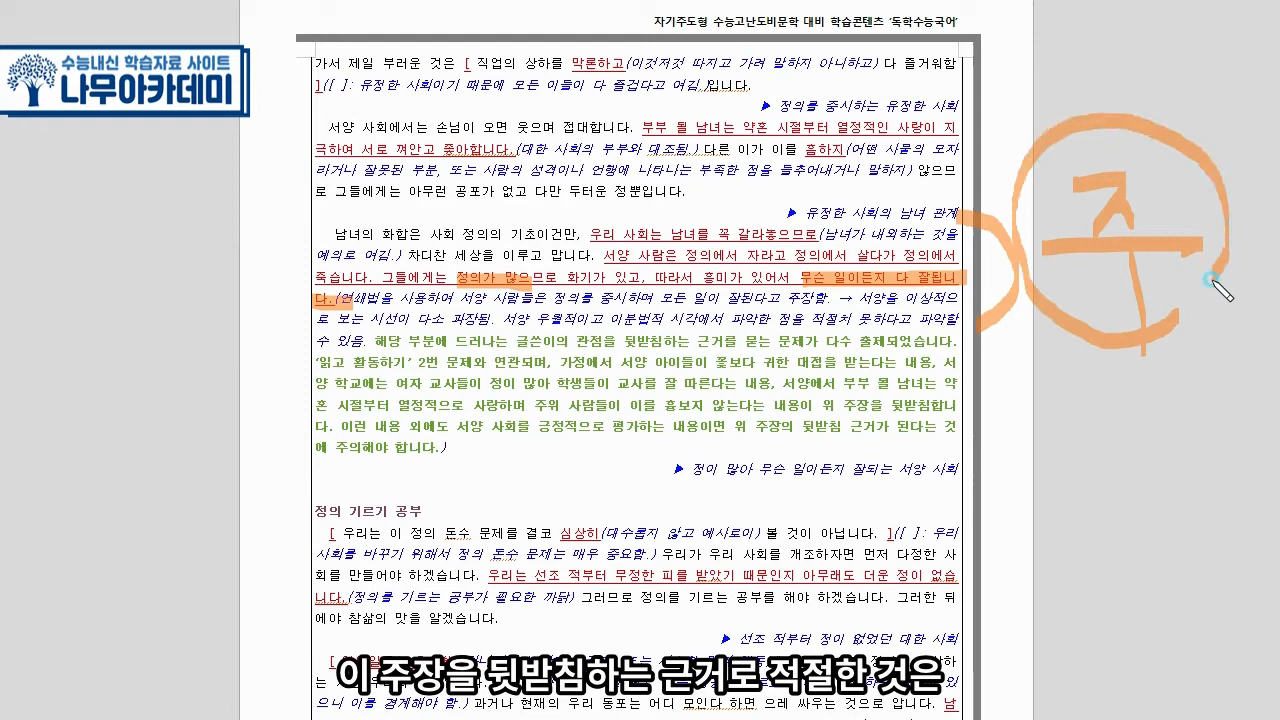 자기주도형 수능고난도비문학 대비 학습콘텐츠 '독학수능국어'
수능내신 학습자료 사이트
나무아카데미
가서 제일 부러운 것은 [ 직업의 상하를 막론하고(이것저것 따지고 가려 말하지 아니하고) 다 즐거워함
]([ ]: 유정한 사회이기 때문에 모든 이들이 다 즐겁다고 여김.)입니다.
▶ 정의를 중시하는 유정한 사회
서양 사회에서는 손님이 오면 웃으며 접대합니다. 부부 될 남녀는 약혼 시절부터 열정적인 사랑이 지
극하여 서로 껴안고 좋아합니다.(대한 사회의 부부와 대조됨.) 다른 이가 이를 흠하지(어떤 사물의 모자
라거나 잘못된 부분, 또는 사람의 성격이나 언행에 나타나는 부족한 점을 들추어내거나 말하지) 않으므
로 그들에게는 아무런 공포가 없고 다만 두터운 정뿐입니다.
▶ 유정한 사회의 남녀 관계
남녀의 화합은 사회 정의의 기초이건만, 우리 사회는 남녀를 꼭 갈라놓으므로(남녀가 내외하는 것을
예의로 여김.) 차디찬 세상을 이루고 맙니다. 서양 사람은 정의에서 자라고 정의에서 살다가 정의에서
죽습니다. 그들에게는 정의가 많으므로 화기가 있고, 따라서 흥미가 있어서 무슨 일이든지 다 잘됩니
다.(연쇄법을 사용하여 서양 사람들은 정의를 중시하며 모든 일이 잘된다고 주장함. → 서양을 이상적으
로 보는 시선이 다소 과장됨. 서양 우월적이고 이분법적 시각에서 파악한 점을 적절치 못하다고 파악할
수 있음. 해당 부분에 드러나는 글쓴이의 관점을 뒷받침하는 근거를 묻는 문제가 다수 출제되었습니다.
'읽고 활동하기' 2번 문제와 연관되며, 가정에서 서양 아이들이 꽃보다 귀한 대접을 받는다는 내용, 서
양 학교에는 여자 교사들이 정이 많아 학생들이 교사를 잘 따른다는 내용, 서양에서 부부 될 남녀는 약
혼 시절부터 열정적으로 사랑하며 주위 사람들이 이를 흉보지 않는다는 내용이 위 주장을 뒷받침합니
다. 이런 내용 외에도 서양 사회를 긍정적으로 평가하는 내용이면 위 주장의 뒷받침 근거가 된다는 것
에 주의해야 합니다.)
▶ 정이 많아 무슨 일이든지 잘되는 서양 사회
주
정의 기르기 공부
[ 우리는 이 정의 돈수 문제를 결코 심상히(대수롭지 않고 예사로이) 볼 것이 아닙니다. ]([ ]: 우리
사회를 바꾸기 위해서 정의 돈수 문제는 매우 중요함.) 우리가 우리 사회를 개조하자면 먼저 다정한 사
회를 만들어야 하겠습니다. 우리는 선조 적부터 무정한 피를 받았기 때문인지 아무래도 더운 정이 없습
니다.(정의를 기르는 공부가 필요한 까닭) 그러므로 정의를 기르는 공부를 해야 하겠습니다. 그러한 뒤
에야 참삶의 맛을 알겠습니다.
▶ 선조 적부터 정이 없었던 대한 사회
이 주장을 뒷받침하는 근거로 적절한 것은
으니 이를 경계해야 함.) 과거나 현재의 우리 동포는 어디 모인다 하면 으레 싸우는 것으로 압니다. 남